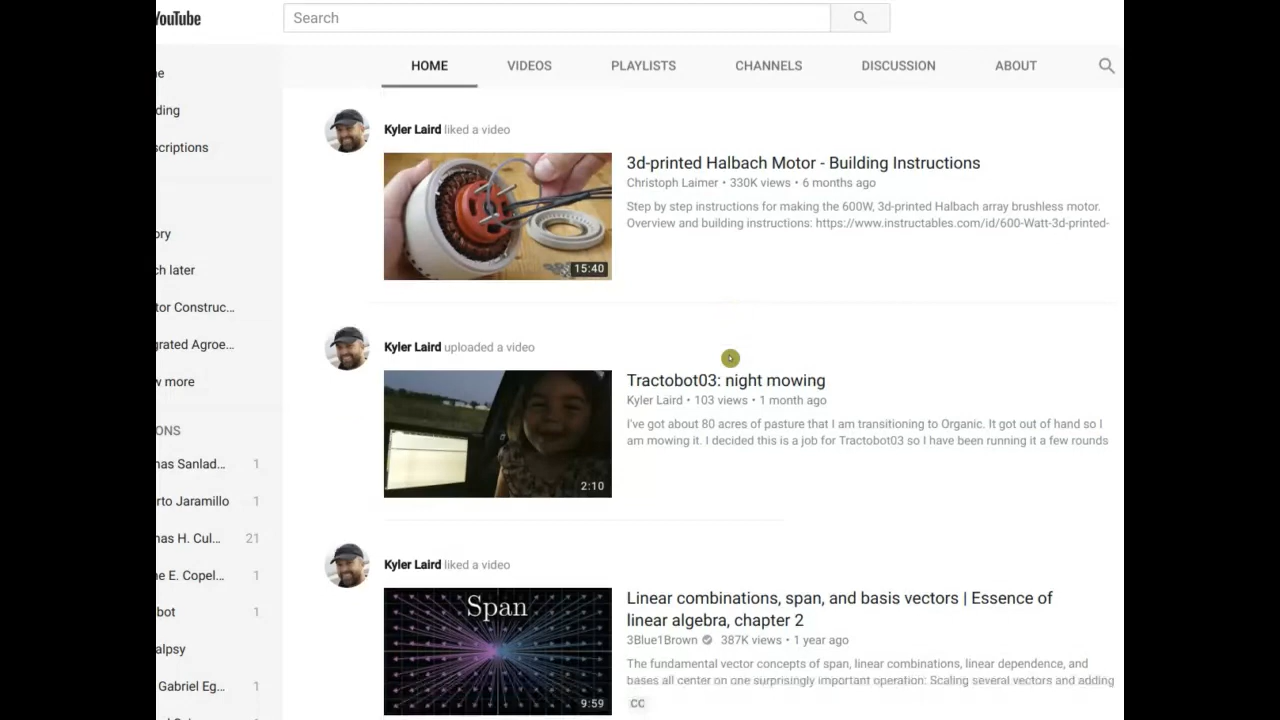 YouTube
Search
HOME VIDEOS PLAYLISTS CHANNELS DISCUSSION ABOUT
ne
ding
scriptions
ory
ch later
tor Construc...
grated Agroe...
w more
ONS
nas Sanlad... 1
rto Jaramillo 1
nas H. Cul... 21
ne E. Copel... 1
bot 1
alpsy
Gabriel Eg... 1
Kyler Laird liked a video
15:40
3d-printed Halbach Motor - Building Instructions
Christoph Laimer • 330K views • 6 months ago
Step by step instructions for making the 600W, 3d-printed Halbach array brushless motor.
Overview and building instructions: https://www.instructables.com/id/600-Watt-3d-printed-
Kyler Laird uploaded a video
2:10
Tractobot03: night mowing
Kyler Laird • 103 views • 1 month ago
I've got about 80 acres of pasture that I am transitioning to Organic. It got out of hand so I
am mowing it. I decided this is a job for Tractobot03 so I have been running it a few rounds
Kyler Laird liked a video
Span
9:59
Linear combinations, span, and basis vectors | Essence of
linear algebra, chapter 2
3Blue1Brown 387K views • 1 year ago
The fundamental vector concepts of span, linear combinations, linear dependence, and
bases all center on one surprisingly important operation: Scaling several vectors and adding
CC